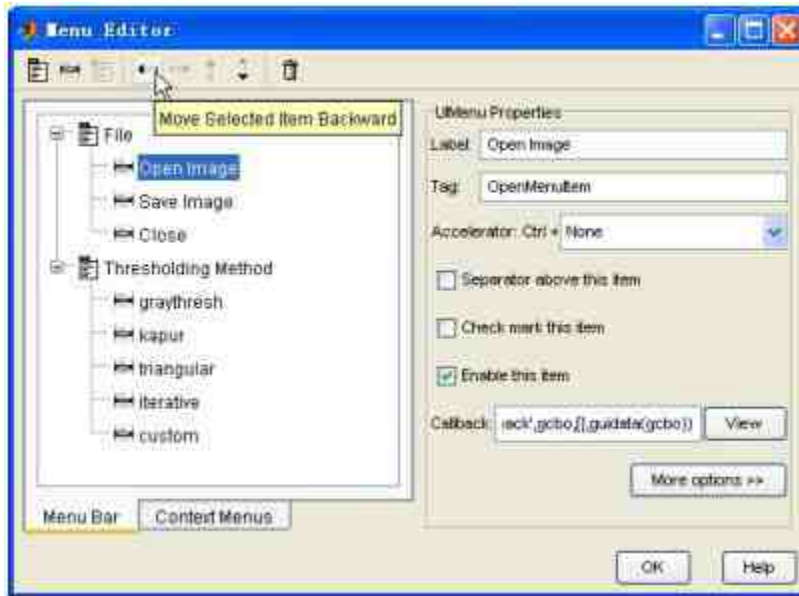 Menu Editor
Move Selected Item Backward
File
Open Image
Save Image
Close
Thresholding Method
graythresh
kapur
triangular
iterative
custom
Menu Bar
Context Menus
UIMenu Properties
Label: Open Image
Tag: OpenMenuItem
Accelerator: Ctrl + None
Separator above this item
Check mark this item
Enable this item
Callback: ack',gcbo,[],guidata(gcbo)) View
More options >>
OK Help